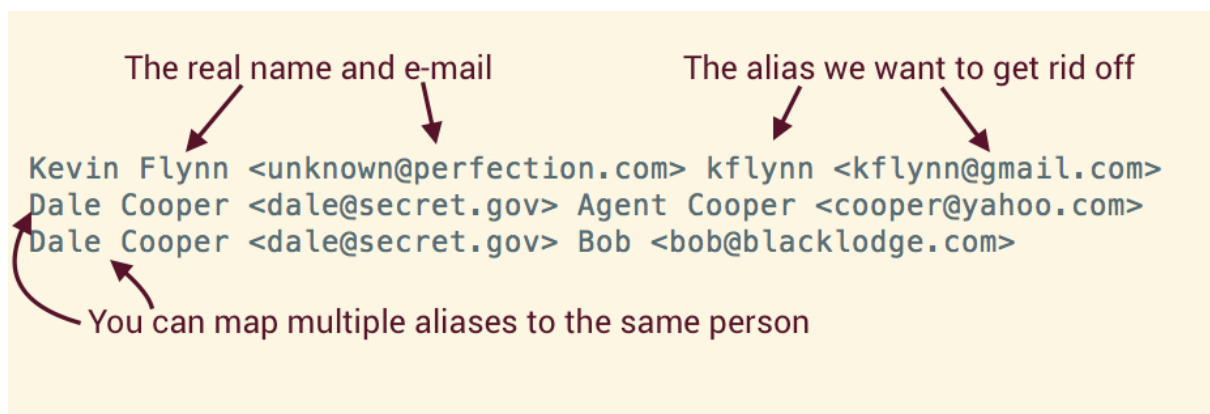 The real name and e-mail
The alias we want to get rid off
Kevin Flynn <unknown@perfection.com> kflynn <kflynn@gmail.com>
Dale Cooper <dale@secret.gov> Agent Cooper <cooper@yahoo.com>
Dale Cooper <dale@secret.gov> Bob <bob@blacklodge.com>
You can map multiple aliases to the same person